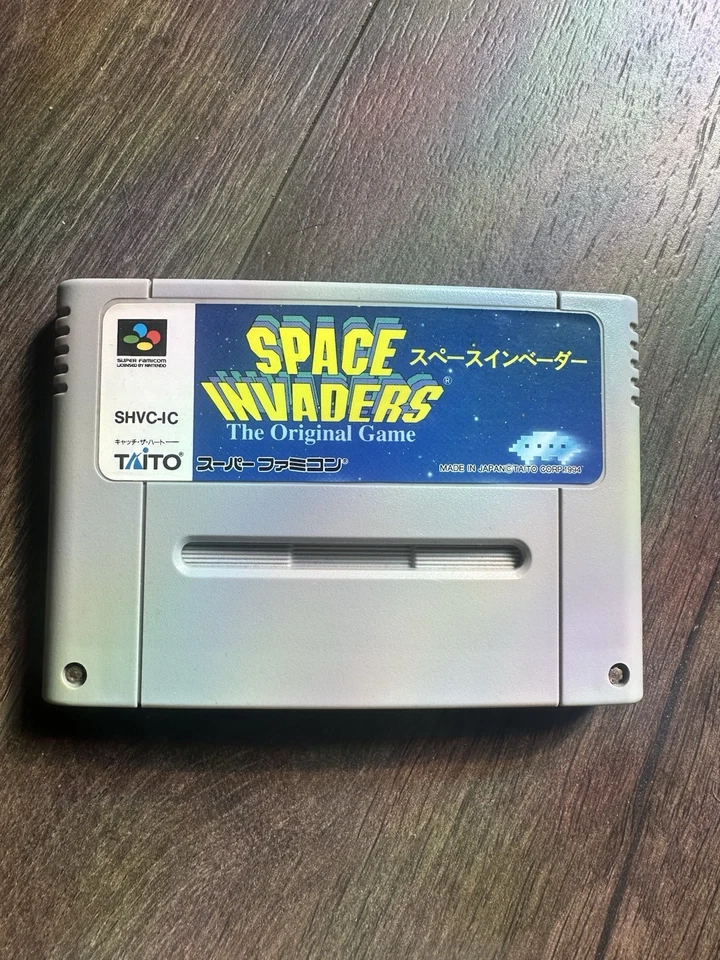 SUPER FAMICOM
LICENSED BY NINTENDO
SHVC-IC
キャッチ・ザ・ハート
TAITO®
SPACE
INVADERS®
The Original Game
スペースインベーダー
スーパーファミコン®
MADE IN JAPAN©TAITO CORP.1994